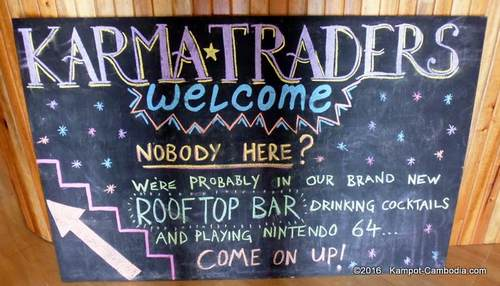 KARMA★TRADERS
Welcome
NOBODY HERE?
WE'RE PROBABLY IN OUR BRAND NEW
ROOFTOP BAR DRINKING COCKTAILS
AND PLAYING NINTENDO 64...
COME ON UP!
©2016 Kampot-Cambodia.com